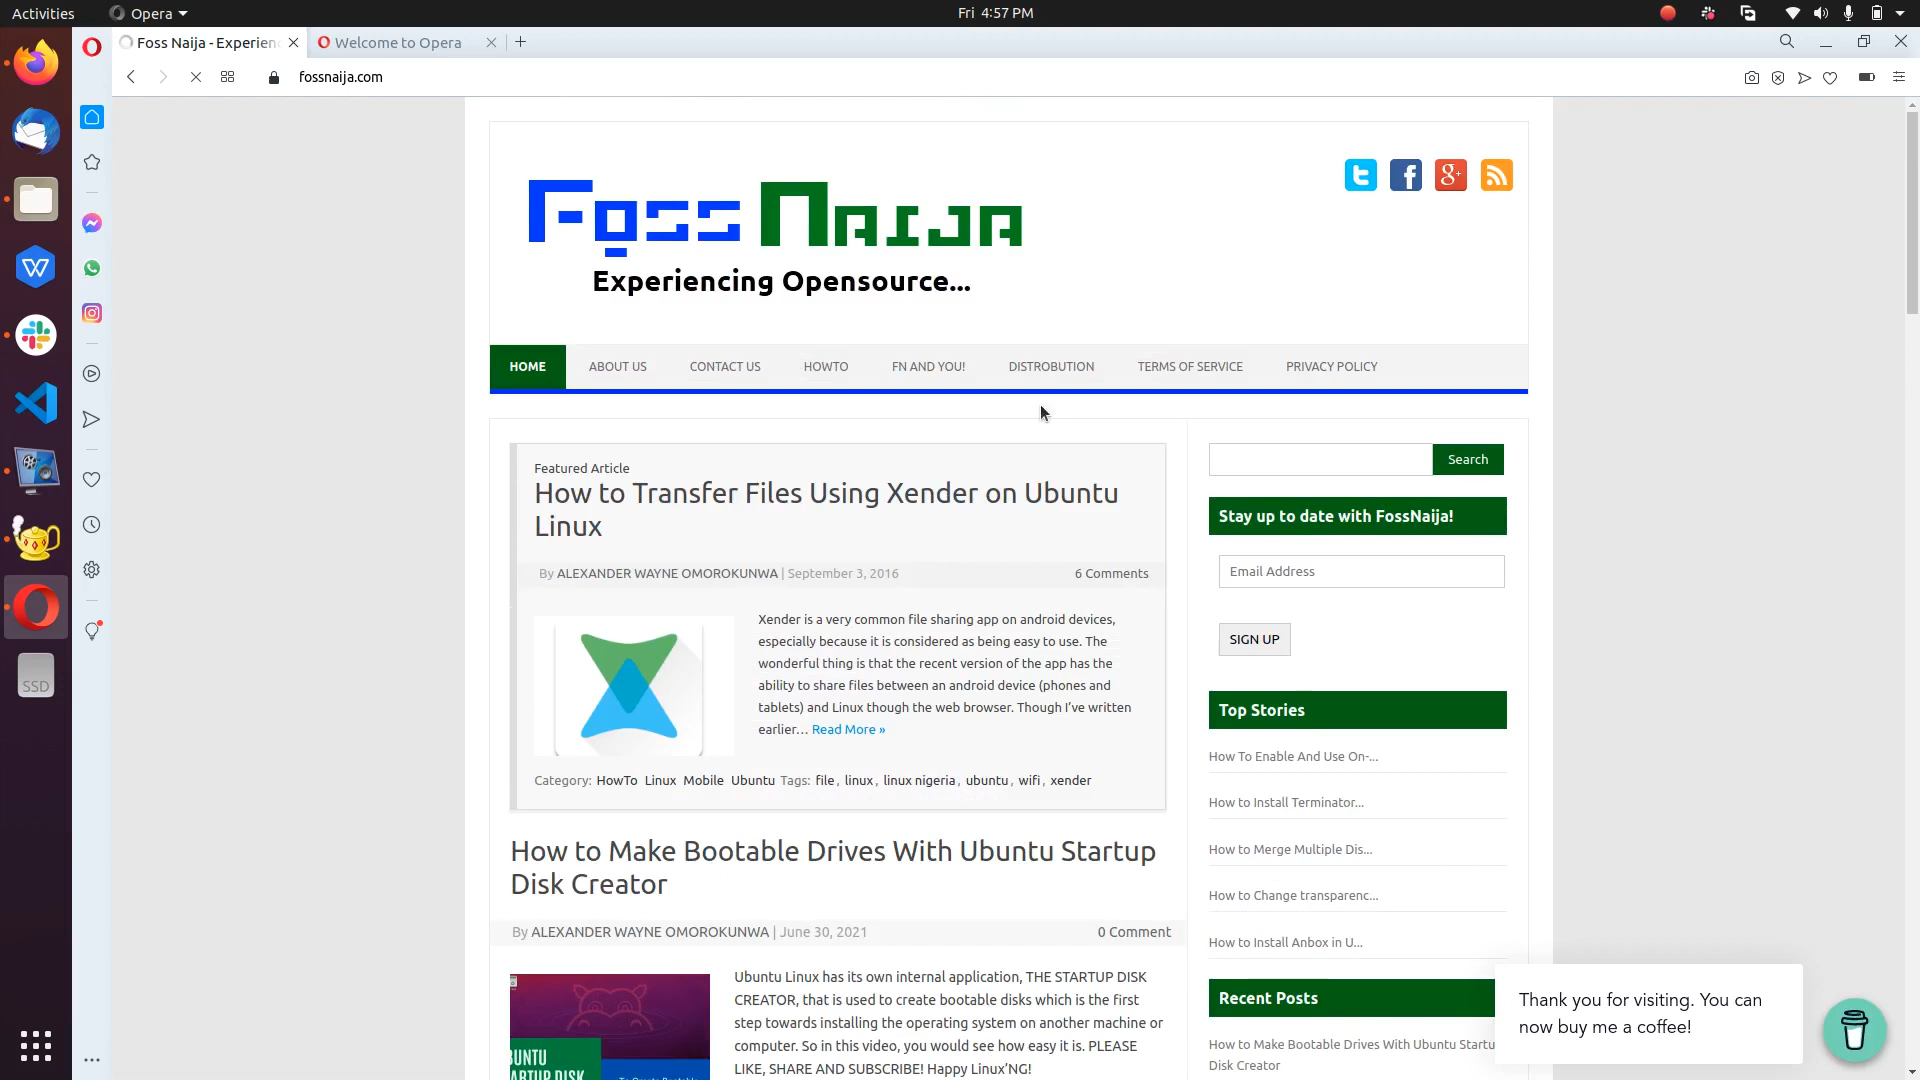 Activities
Opera
Fri 4:57 PM
Foss Naija - Experien
Welcome to Opera
fossnaija.com
Foss Naija
Experiencing Opensource...
HOME
ABOUT US
CONTACT US
HOWTO
FN AND YOU!
DISTROBUTION
TERMS OF SERVICE
PRIVACY POLICY
Featured Article
How to Transfer Files Using Xender on Ubuntu
Linux
By ALEXANDER WAYNE OMOROKUNWA | September 3, 2016
6 Comments
Xender is a very common file sharing app on android devices,
especially because it is considered as being easy to use. The
wonderful thing is that the recent version of the app has the
ability to share files between an android device (phones and
tablets) and Linux though the web browser. Though I've written
earlier... Read More »
Category: HowTo Linux Mobile Ubuntu Tags: file, linux, linux nigeria, ubuntu, wifi, xender
How to Make Bootable Drives With Ubuntu Startup
Disk Creator
By ALEXANDER WAYNE OMOROKUNWA | June 30, 2021
0 Comment
Ubuntu Linux has its own internal application, THE STARTUP DISK
CREATOR, that is used to create bootable disks which is the first
step towards installing the operating system on another machine or
computer. So in this video, you would see how easy it is. PLEASE
LIKE, SHARE AND SUBSCRIBE! Happy Linux'NG!
Search
Stay up to date with FossNaija!
Email Address
SIGN UP
Top Stories
How To Enable And Use On-...
How to Install Terminator...
How to Merge Multiple Dis...
How to Change transparenc...
How to Install Anbox in U...
Recent Posts
How to Make Bootable Drives With Ubuntu Startu
Disk Creator
Thank you for visiting. You can
now buy me a coffee!
SSD